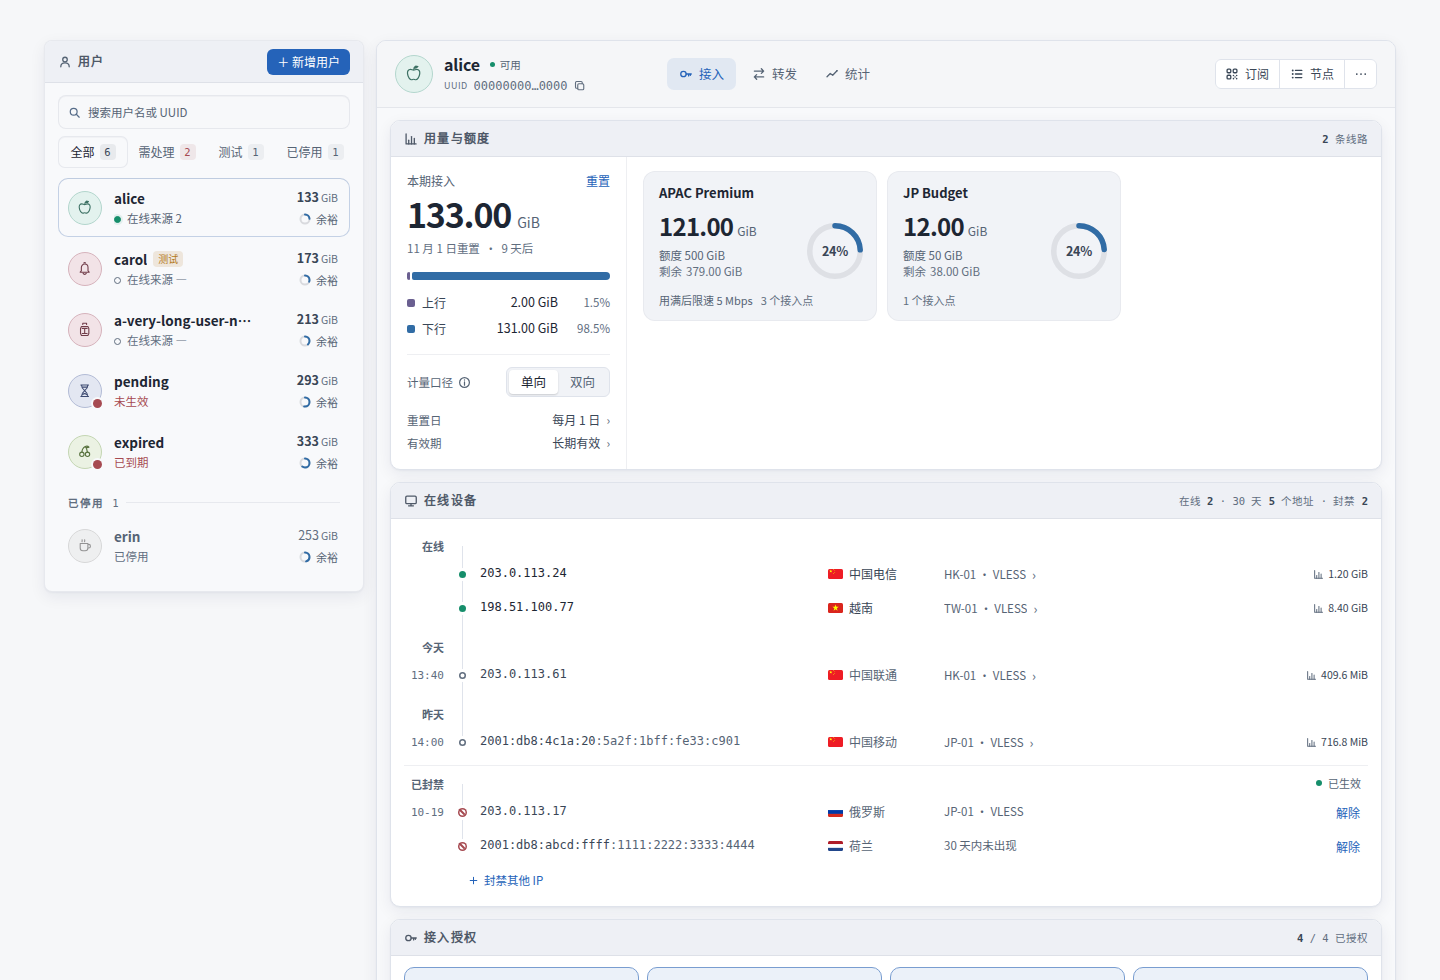 用户
＋ 新增用户
搜索用户名或 UUID
全部 6 需处理 2 测试 1 已停用 1
alice 133 GiB
在线来源 2 余裕
carol 测试 173 GiB
在线来源 — 余裕
a-very-long-user-n··· 213 GiB
在线来源 — 余裕
pending 293 GiB
未生效 余裕
expired 333 GiB
已到期 余裕
已停用 1
erin 253 GiB
已停用 余裕
alice 可用
UUID 00000000…0000
接入 转发 统计
订阅 节点 ···
用量与额度 2 条线路
本期接入 重置
133.00 GiB
11 月 1 日重置 · 9 天后
上行 2.00 GiB 1.5%
下行 131.00 GiB 98.5%
计量口径 单向 双向
重置日 每月 1 日 ›
有效期 长期有效 ›
APAC Premium
121.00 GiB
额度 500 GiB
剩余 379.00 GiB
24%
用满后限速 5 Mbps 3 个接入点
JP Budget
12.00 GiB
额度 50 GiB
剩余 38.00 GiB
24%
1 个接入点
在线设备 在线 2 · 30 天 5 个地址 · 封禁 2
在线
203.0.113.24 中国电信 HK-01 · VLESS › 1.20 GiB
198.51.100.77 越南 TW-01 · VLESS › 8.40 GiB
今天
13:40 203.0.113.61 中国联通 HK-01 · VLESS › 409.6 MiB
昨天
14:00 2001:db8:4c1a:20:5a2f:1bff:fe33:c901 中国移动 JP-01 · VLESS › 716.8 MiB
已封禁 已生效
10-19 203.0.113.17 俄罗斯 JP-01 · VLESS 解除
2001:db8:abcd:ffff:1111:2222:3333:4444 荷兰 30 天内未出现 解除
＋ 封禁其他 IP
接入授权 4 / 4 已授权